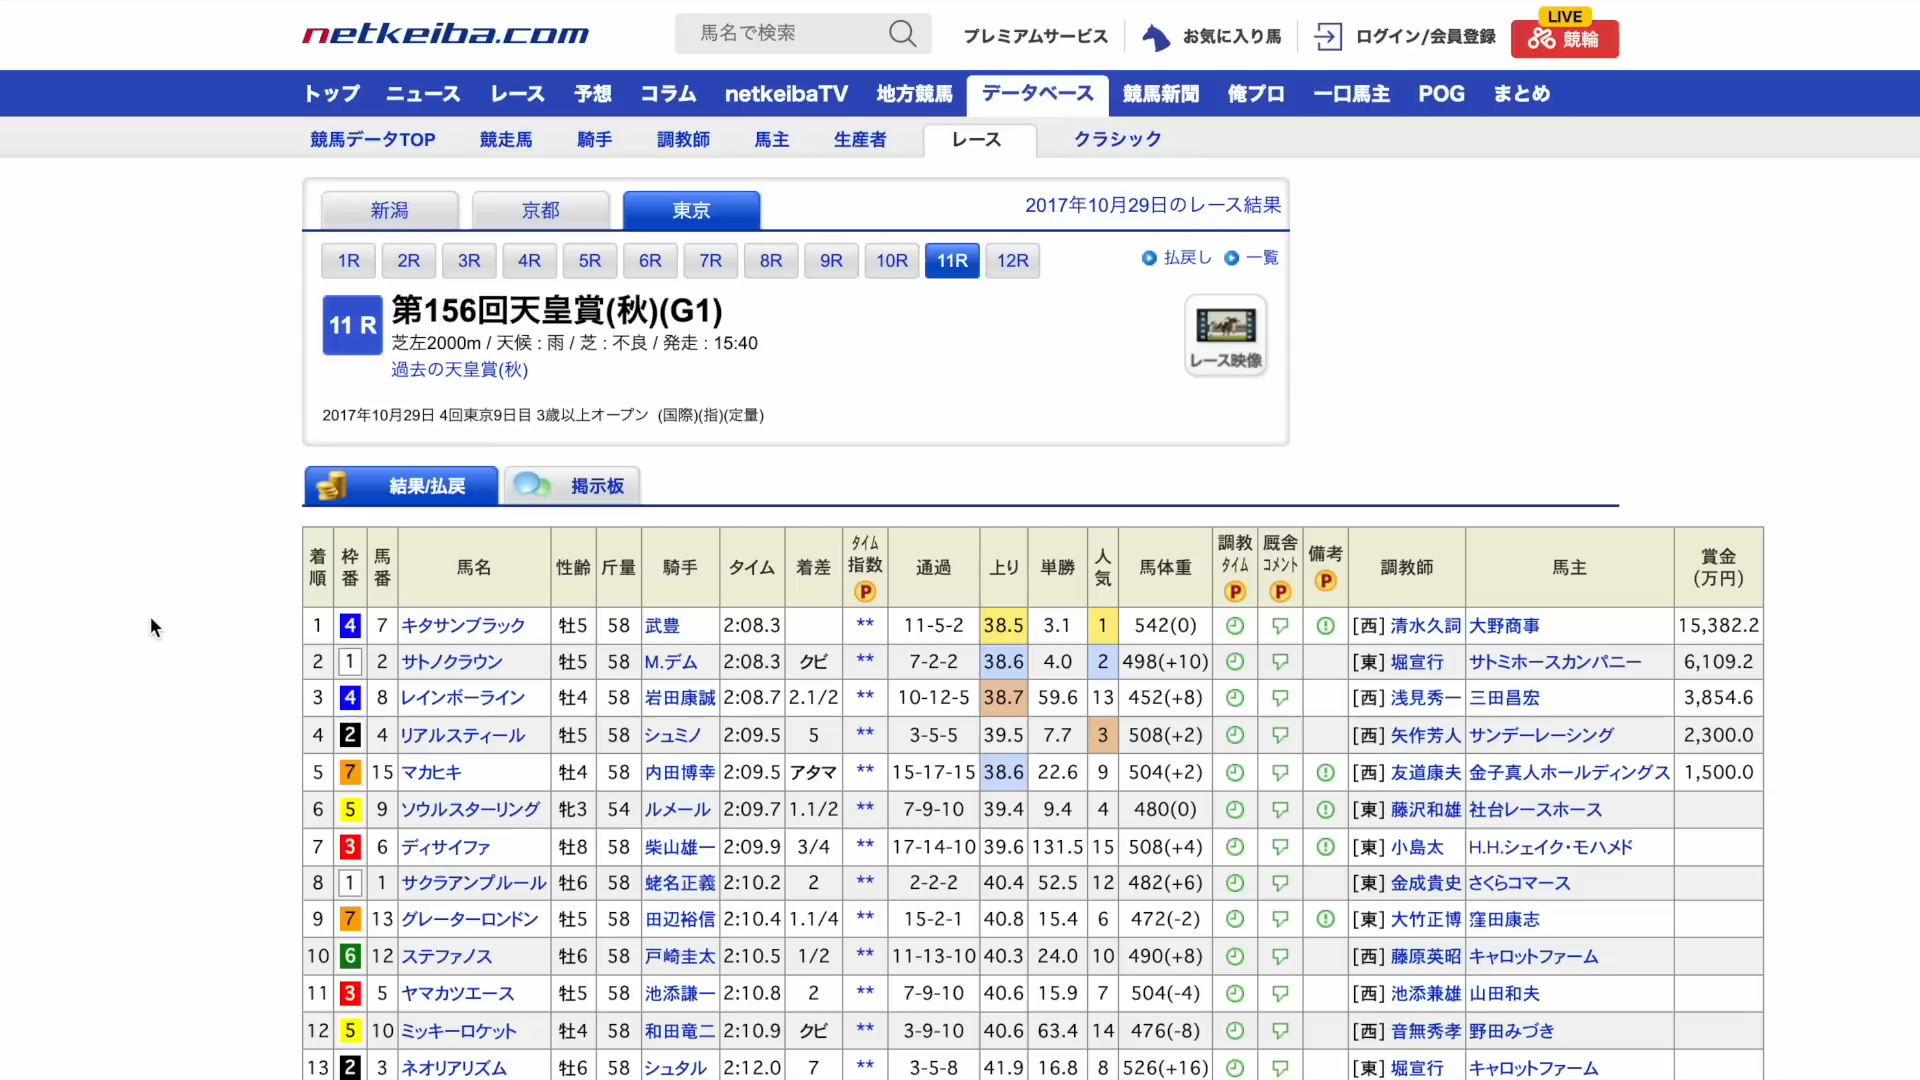 netkeiba.com 馬名で検索 プレミアムサービス お気に入り馬 ログイン/会員登録 LIVE 競輪
トップ ニュース レース 予想 コラム netkeibaTV 地方競馬 データベース 競馬新聞 俺プロ 一口馬主 POG まとめ
競馬データTOP 競走馬 騎手 調教師 馬主 生産者 レース クラシック
新潟 京都 東京 2017年10月29日のレース結果
1R 2R 3R 4R 5R 6R 7R 8R 9R 10R 11R 12R 払戻し 一覧
11 R 第156回天皇賞(秋)(G1)
芝左2000m / 天候 : 雨 / 芝 : 不良 / 発走 : 15:40
過去の天皇賞(秋)
レース映像
2017年10月29日 4回東京9日目 3歳以上オープン (国際)(指)(定量)
結果/払戻 掲示板
着順 枠番 馬番 馬名 性齢 斤量 騎手 タイム 着差 ﾀｲﾑ指数 P 通過 上り 単勝 人気 馬体重 調教ﾀｲﾑ P 厩舎ｺﾒﾝﾄ P 備考 P 調教師 馬主 賞金(万円)
1 4 7 キタサンブラック 牡5 58 武豊 2:08.3 ** 11-5-2 38.5 3.1 1 542(0) [西] 清水久詞 大野商事 15,382.2
2 1 2 サトノクラウン 牡5 58 M.デム 2:08.3 クビ ** 7-2-2 38.6 4.0 2 498(+10) [東] 堀宣行 サトミホースカンパニー 6,109.2
3 4 8 レインボーライン 牡4 58 岩田康誠 2:08.7 2.1/2 ** 10-12-5 38.7 59.6 13 452(+8) [西] 浅見秀一 三田昌宏 3,854.6
4 2 4 リアルスティール 牡5 58 シュミノ 2:09.5 5 ** 3-5-5 39.5 7.7 3 508(+2) [西] 矢作芳人 サンデーレーシング 2,300.0
5 7 15 マカヒキ 牡4 58 内田博幸 2:09.5 アタマ ** 15-17-15 38.6 22.6 9 504(+2) [西] 友道康夫 金子真人ホールディングス 1,500.0
6 5 9 ソウルスターリング 牝3 54 ルメール 2:09.7 1.1/2 ** 7-9-10 39.4 9.4 4 480(0) [東] 藤沢和雄 社台レースホース
7 3 6 ディサイファ 牡8 58 柴山雄一 2:09.9 3/4 ** 17-14-10 39.6 131.5 15 508(+4) [東] 小島太 H.H.シェイク・モハメド
8 1 1 サクラアンプルール 牡6 58 蛯名正義 2:10.2 2 ** 2-2-2 40.4 52.5 12 482(+6) [東] 金成貴史 さくらコマース
9 7 13 グレーターロンドン 牡5 58 田辺裕信 2:10.4 1.1/4 ** 15-2-1 40.8 15.4 6 472(-2) [東] 大竹正博 窪田康志
10 6 12 ステファノス 牡6 58 戸崎圭太 2:10.5 1/2 ** 11-13-10 40.3 24.0 10 490(+8) [西] 藤原英昭 キャロットファーム
11 3 5 ヤマカツエース 牡5 58 池添謙一 2:10.8 2 ** 7-9-10 40.6 15.9 7 504(-4) [西] 池添兼雄 山田和夫
12 5 10 ミッキーロケット 牡4 58 和田竜二 2:10.9 クビ ** 3-9-10 40.6 63.4 14 476(-8) [西] 音無秀孝 野田みづき
13 2 3 ネオリアリズム 牡6 58 シュタル 2:12.0 7 ** 3-5-8 41.9 16.8 8 526(+16) [東] 堀宣行 キャロットファーム